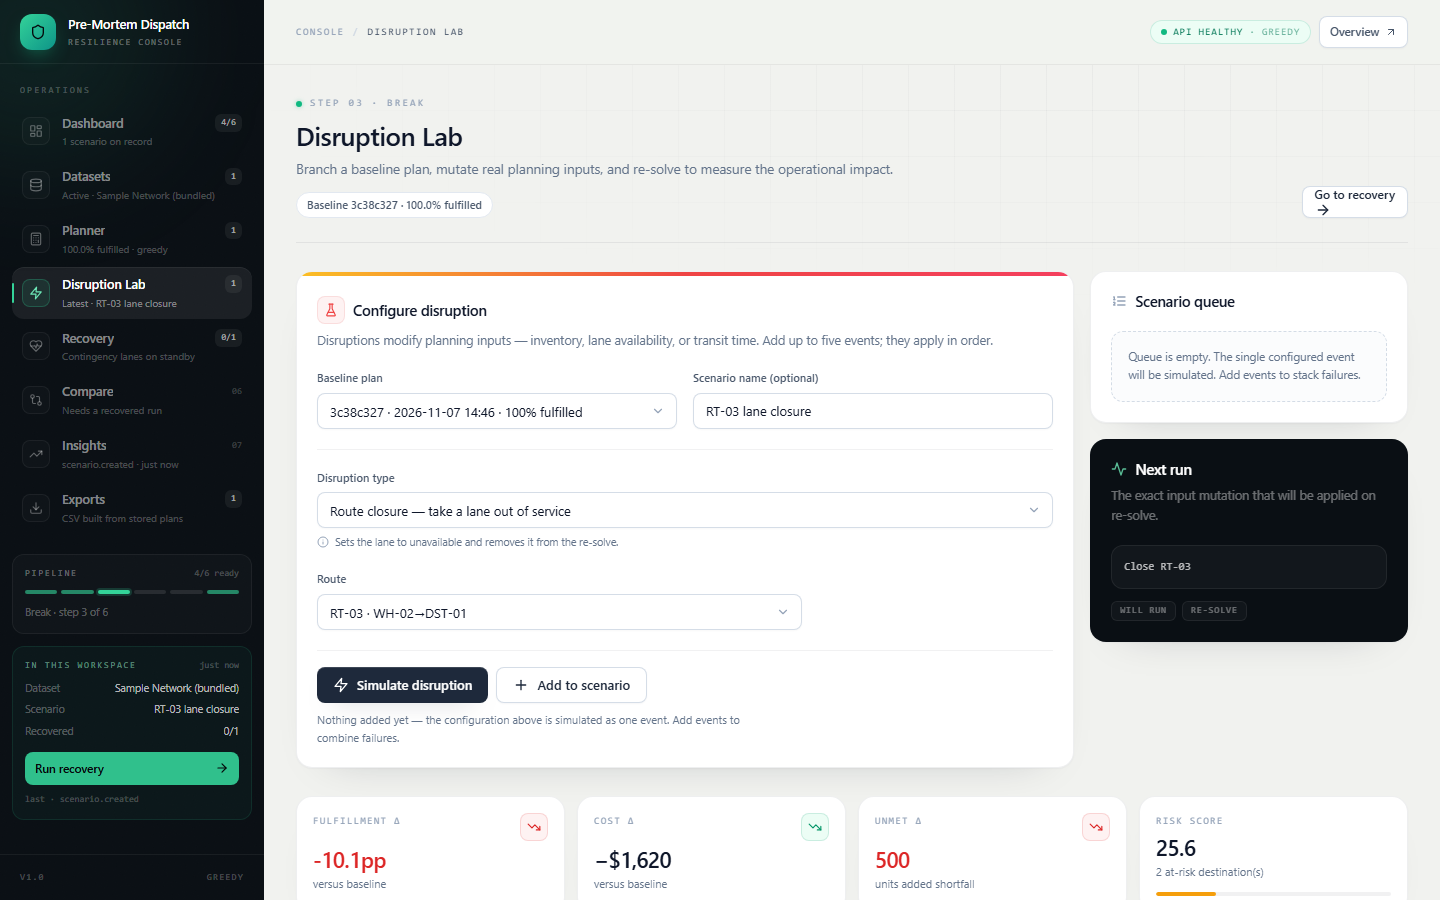 Pre-Mortem Dispatch
RESILIENCE CONSOLE
OPERATIONS
Dashboard 4/6
1 scenario on record
Datasets 1
Active · Sample Network (bundled)
Planner 1
100.0% fulfilled · greedy
Disruption Lab 1
Latest · RT-03 lane closure
Recovery 0/1
Contingency lanes on standby
Compare 06
Needs a recovered run
Insights 07
scenario.created · just now
Exports 1
CSV built from stored plans
PIPELINE 4/6 ready
Break · step 3 of 6
IN THIS WORKSPACE just now
Dataset Sample Network (bundled)
Scenario RT-03 lane closure
Recovered 0/1
Run recovery →
last · scenario.created
V1.0 GREEDY
CONSOLE / DISRUPTION LAB
API HEALTHY · GREEDY
Overview ↗
STEP 03 · BREAK
Disruption Lab
Branch a baseline plan, mutate real planning inputs, and re-solve to measure the operational impact.
Baseline 3c38c327 · 100.0% fulfilled
Go to recovery
→
Configure disruption
Disruptions modify planning inputs — inventory, lane availability, or transit time. Add up to five events; they apply in order.
Baseline plan
3c38c327 · 2026-11-07 14:46 · 100% fulfilled
Scenario name (optional)
RT-03 lane closure
Disruption type
Route closure — take a lane out of service
Sets the lane to unavailable and removes it from the re-solve.
Route
RT-03 · WH-02→DST-01
Simulate disruption
+ Add to scenario
Nothing added yet — the configuration above is simulated as one event. Add events to
combine failures.
Scenario queue
Queue is empty. The single configured event
will be simulated. Add events to stack failures.
Next run
The exact input mutation that will be applied on
re-solve.
Close RT-03
WILL RUN RE-SOLVE
FULFILLMENT Δ
-10.1pp
versus baseline
COST Δ
−$1,620
versus baseline
UNMET Δ
500
units added shortfall
RISK SCORE
25.6
2 at-risk destination(s)